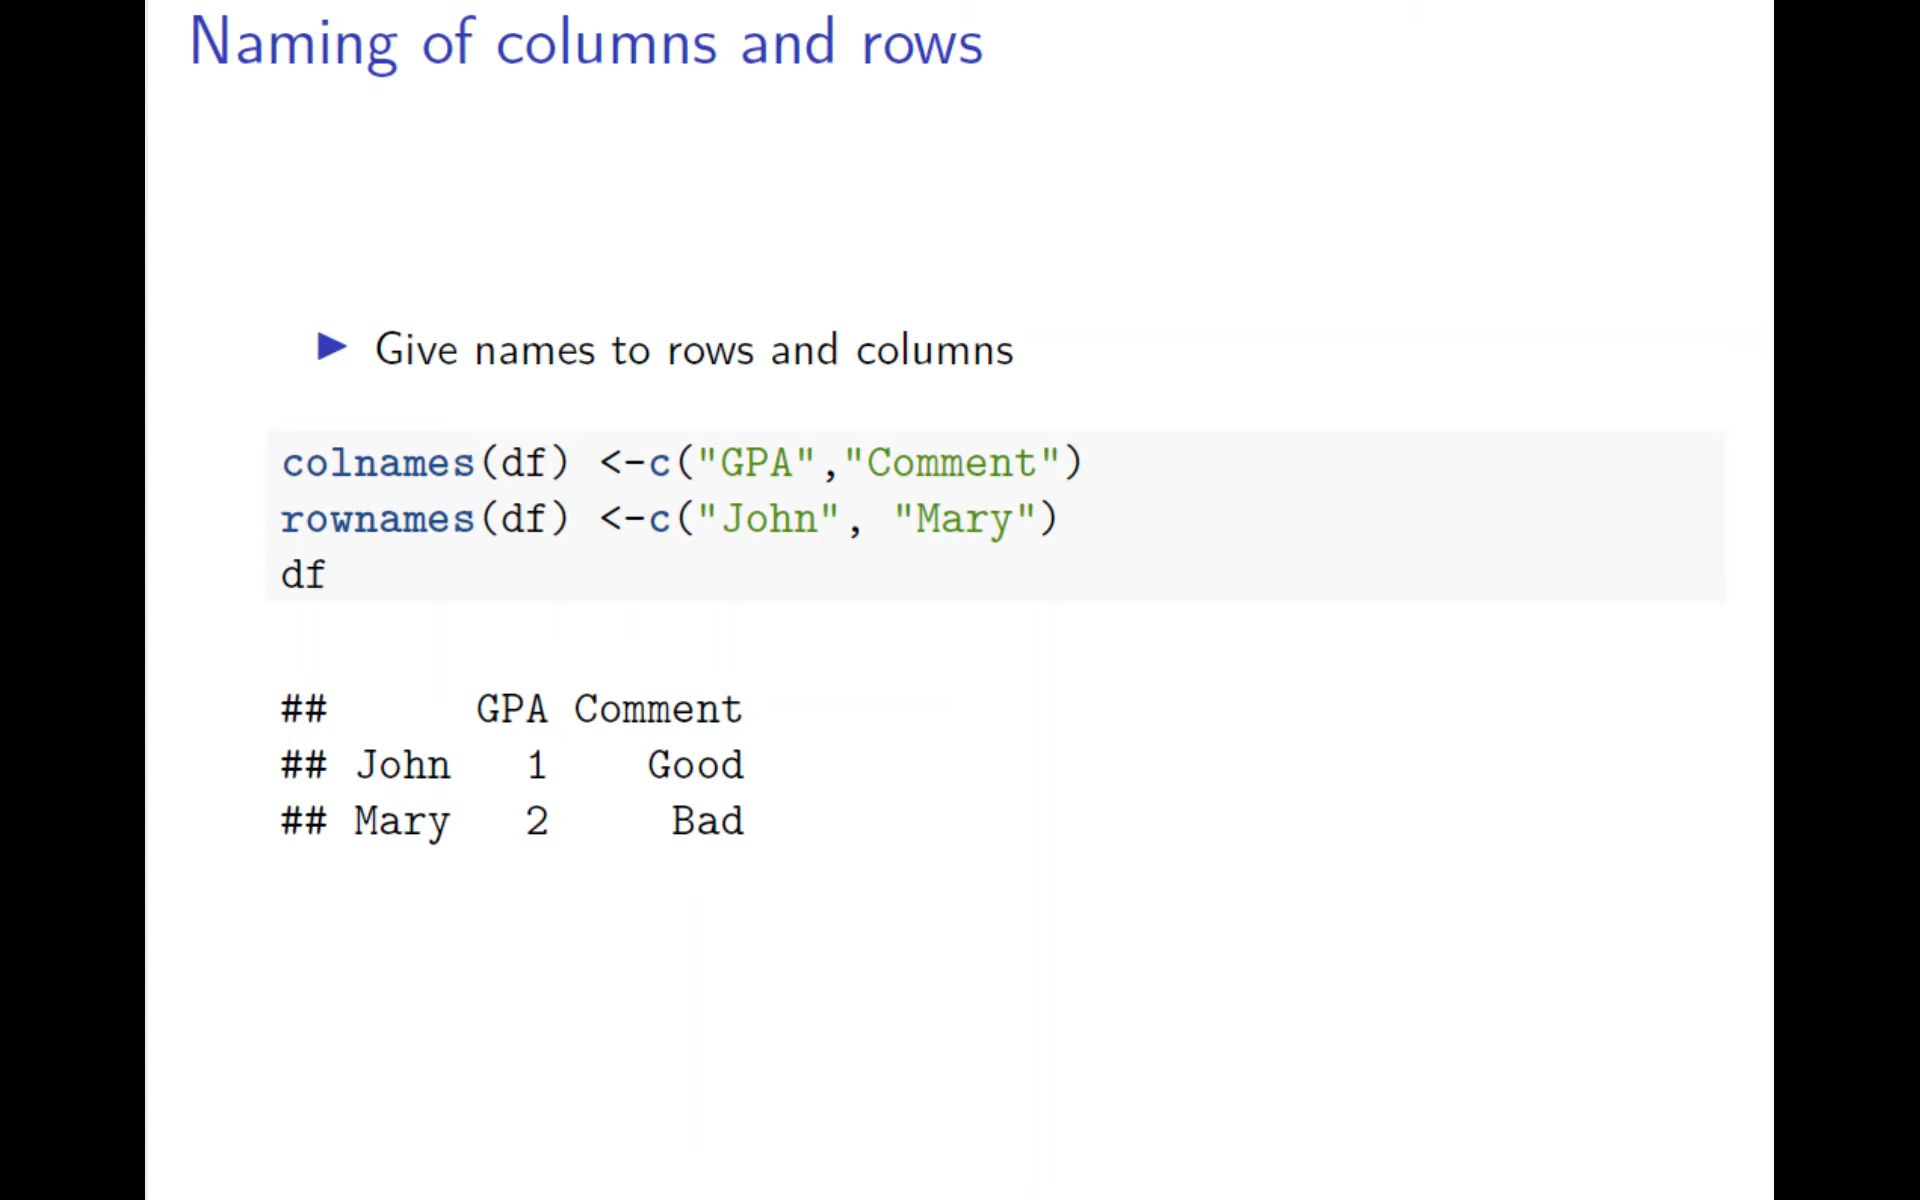 Naming of columns and rows
Give names to rows and columns
colnames(df) <-c("GPA","Comment")
rownames(df) <-c("John", "Mary")
df
##      GPA Comment
## John   1    Good
## Mary   2     Bad